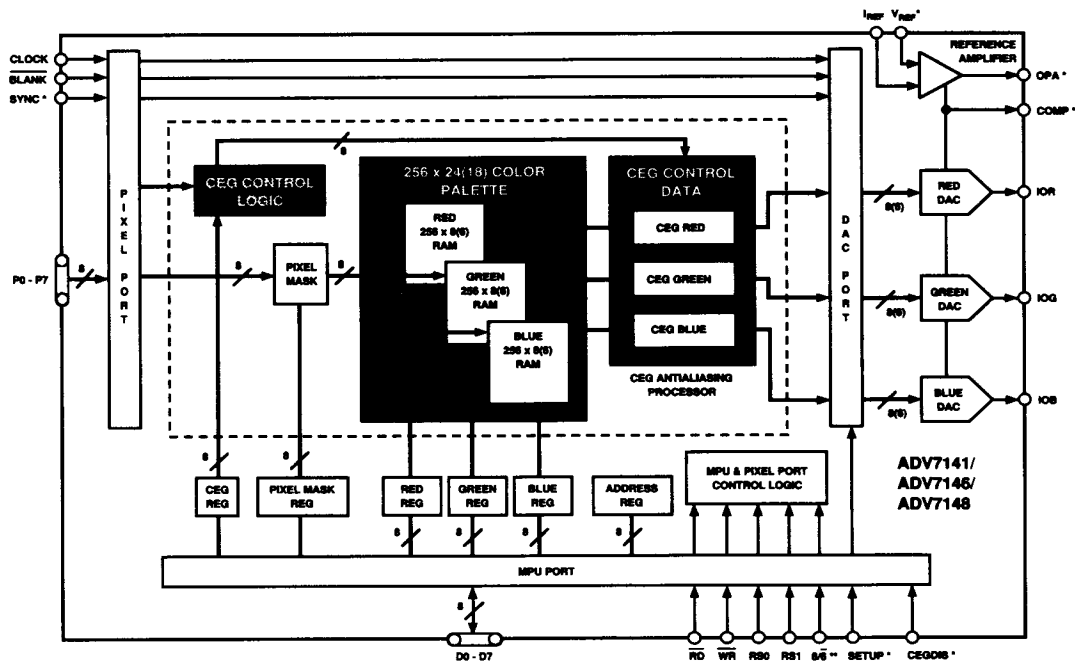 I REF V REF *
REFERENCE
AMPLIFIER
CLOCK
BLANK
SYNC *
OPA *
COMP *
8
256 x 24(18) COLOR
PALETTE
CEG CONTROL
DATA
CEG CONTROL
LOGIC
P
I
X
E
L
P
O
R
T
D
A
C
P
O
R
T
RED
256 x 8(6)
RAM
GREEN
256 x 8(6)
RAM
BLUE
256 x 8(6)
RAM
CEG RED
CEG GREEN
CEG BLUE
CEG ANTIALIASING
PROCESSOR
8(6)
RED
DAC
IOR
P0 - P7
8
8
PIXEL
MASK
8
8(6)
GREEN
DAC
IOG
8(6)
BLUE
DAC
IOB
8
8
CEG
REG
PIXEL MASK
REG
RED
REG
GREEN
REG
BLUE
REG
ADDRESS
REG
MPU & PIXEL PORT
CONTROL LOGIC
ADV7141/
ADV7146/
ADV7148
8
8
8
8
MPU PORT
8
D0 - D7
RD
WR
RS0
RS1
8/6 **
SETUP *
CEGDIS *